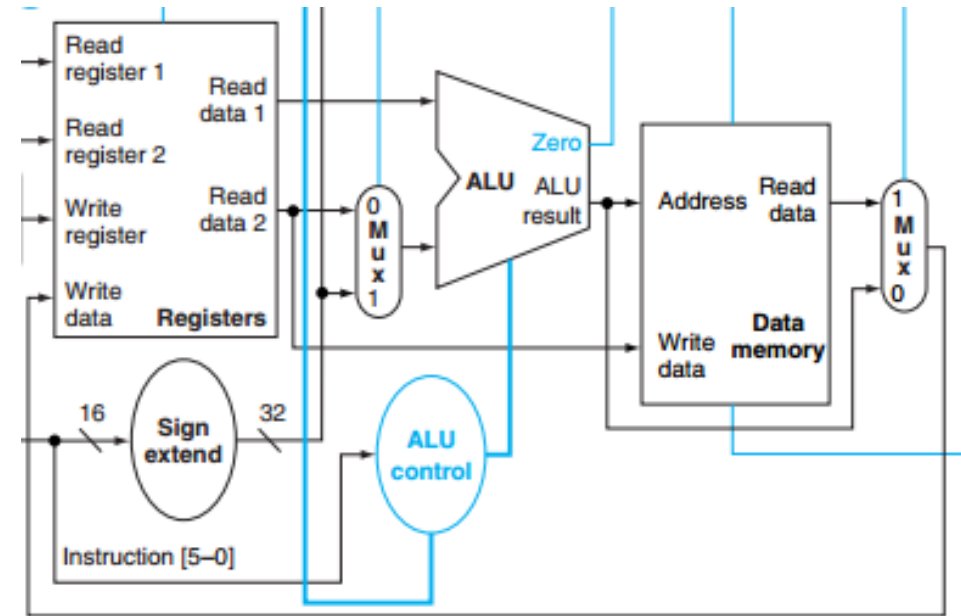 Read
register 1
Read
register 2
Write
register
Write
data
Registers
Read
data 1
Read
data 2
0
M
u
x
1
Zero
ALU
ALU
result
Address
Read
data
Write
data
Data
memory
1
M
u
x
0
16
Sign
extend
32
ALU
control
Instruction [5–0]